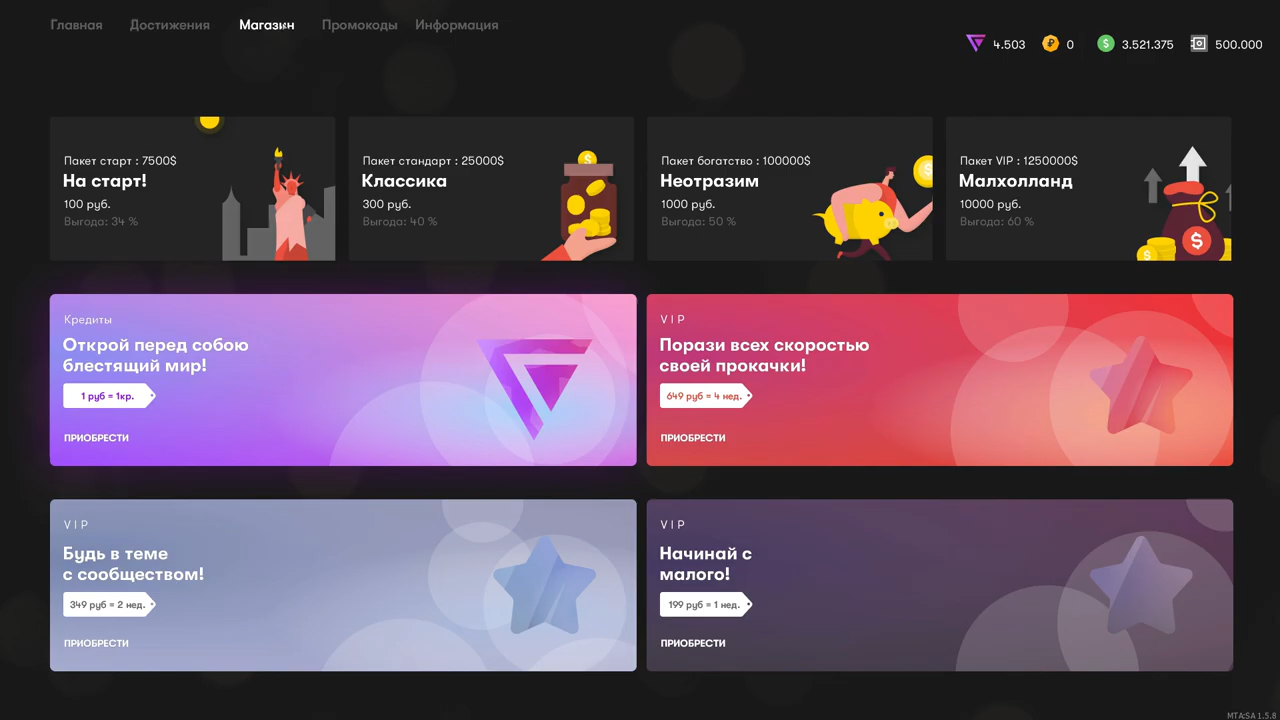 Главная Достижения Магазин Промокоды Информация
4.503 0 3.521.375 500.000
Пакет старт : 7500$
На старт!
100 руб.
Выгода: 34 %
Пакет стандарт : 25000$
Классика
300 руб.
Выгода: 40 %
Пакет богатство : 100000$
Неотразим
1000 руб.
Выгода: 50 %
Пакет VIP : 1250000$
Малхолланд
10000 руб.
Выгода: 60 %
Кредиты
Открой перед собою
блестящий мир!
1 руб = 1кр.
ПРИОБРЕСТИ
VIP
Порази всех скоростью
своей прокачки!
649 руб = 4 нед.
ПРИОБРЕСТИ
VIP
Будь в теме
с сообществом!
349 руб = 2 нед.
ПРИОБРЕСТИ
VIP
Начинай с
малого!
199 руб = 1 нед.
ПРИОБРЕСТИ
MTA:SA 1.5.8